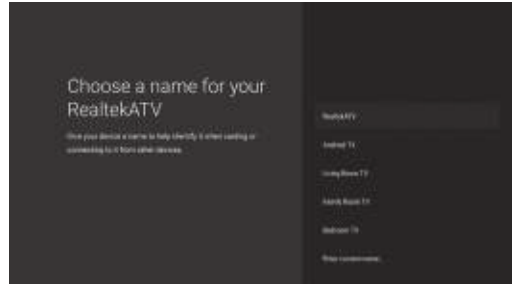 Choose a name for your
RealtekATV
Give your device a name to help identify it when casting or
connecting to it from other devices.
RealtekATV
Android TV
Living Room TV
Family Room TV
Bedroom TV
Enter custom name...